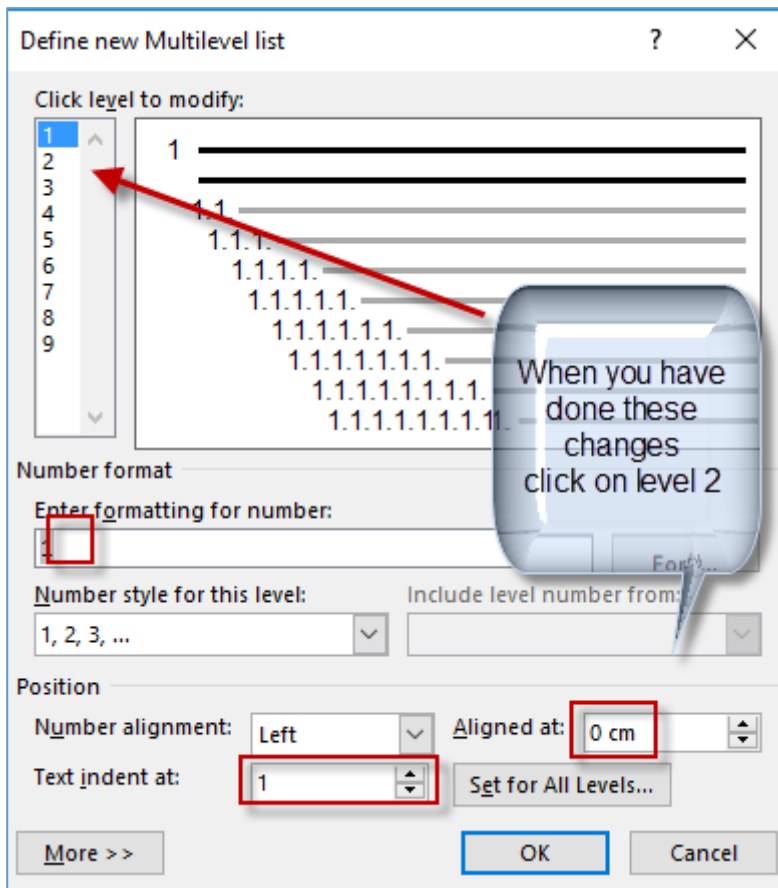 Define new Multilevel list ? ×
Click level to modify:
1
2
3
4
5
6
7
8
9
1
1.1.
1.1.1.
1.1.1.1.
1.1.1.1.1.
1.1.1.1.1.1.
1.1.1.1.1.1.1.
1.1.1.1.1.1.1.1.
1.1.1.1.1.1.1.1.1.
When you have
done these
changes
click on level 2
Number format
Enter formatting for number:
1
Number style for this level:
Include level number from:
1, 2, 3, ...
Position
Number alignment:
Left
Aligned at:
0 cm
Text indent at:
1
Set for All Levels...
More >>
OK
Cancel